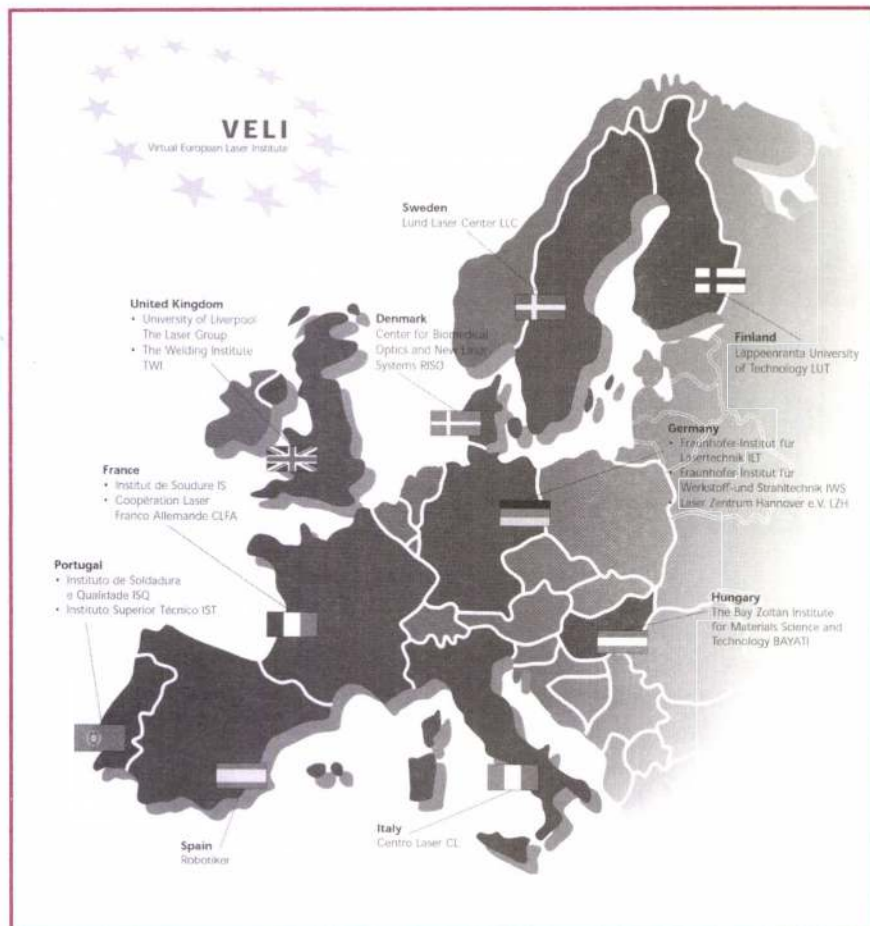 VELI
Virtual European Laser Institute
Sweden
Lund Laser Center LLC
United Kingdom
• University of Liverpool
The Laser Group
• The Welding Institute
TWI
Denmark
Center for Biomedical
Optics and New Laser
Systems RISO
Finland
Lappeenranta University
of Technology LUT
Germany
• Fraunhofer-Institut für
Lasertechnik ILT
• Fraunhofer-Institut für
Werkstoff-und Strahltechnik IWS
• Laser Zentrum Hannover e.V. LZH
France
• Institut de Soudure IS
• Coopération Laser
Franco Allemande CLFA
Portugal
• Instituto de Soldadura
e Qualidade ISQ
• Instituto Superior Técnico IST
Hungary
The Bay Zoltan Institute
for Materials Science and
Technology BAYATI
Italy
Centro Laser CL
Spain
Robotiker